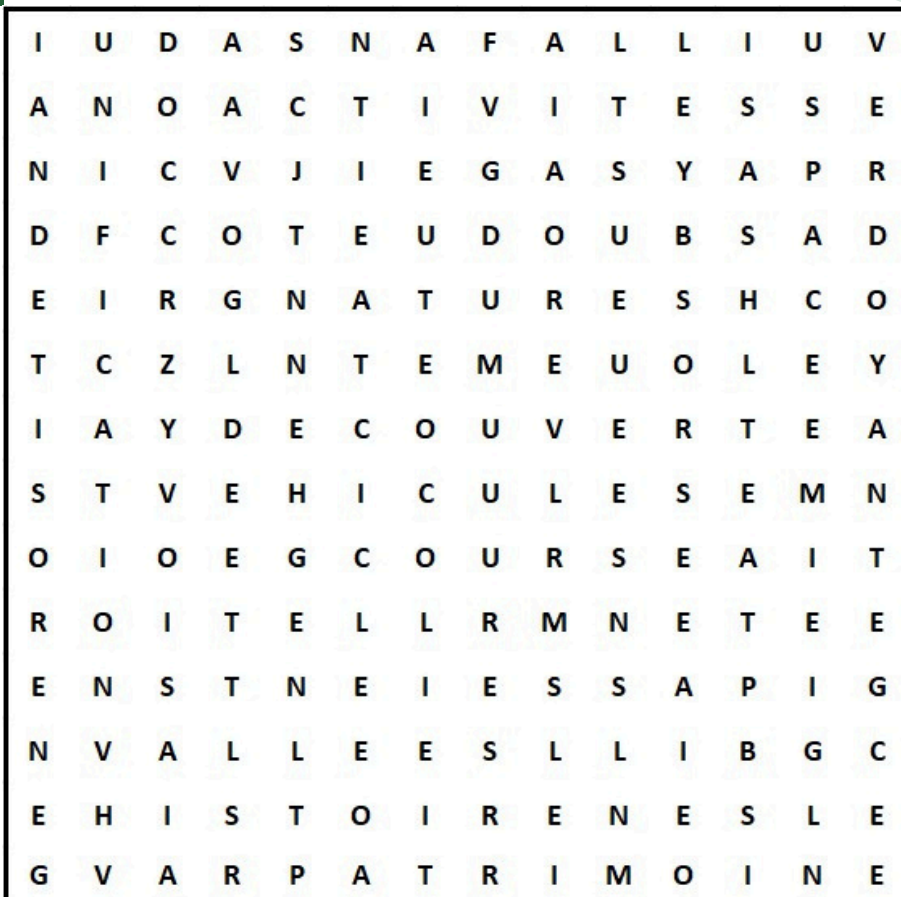 I U D A S N A F A L L I U V
A N O A C T I V I T E S S E
N I C V J I E G A S Y A P R
D F C O T E U D O U B S A D
E I R G N A T U R E S H C O
T C Z L N T E M E U O L E Y
I A Y D E C O U V E R T E A
S T V E H I C U L E S E M N
O I O E G C O U R S E A I T
R O I T E L L R M N E T E E
E N S T N E I E S S A P I G
N V A L L E E S L L I B G C
E H I S T O I R E N E S L E
G V A R P A T R I M O I N E